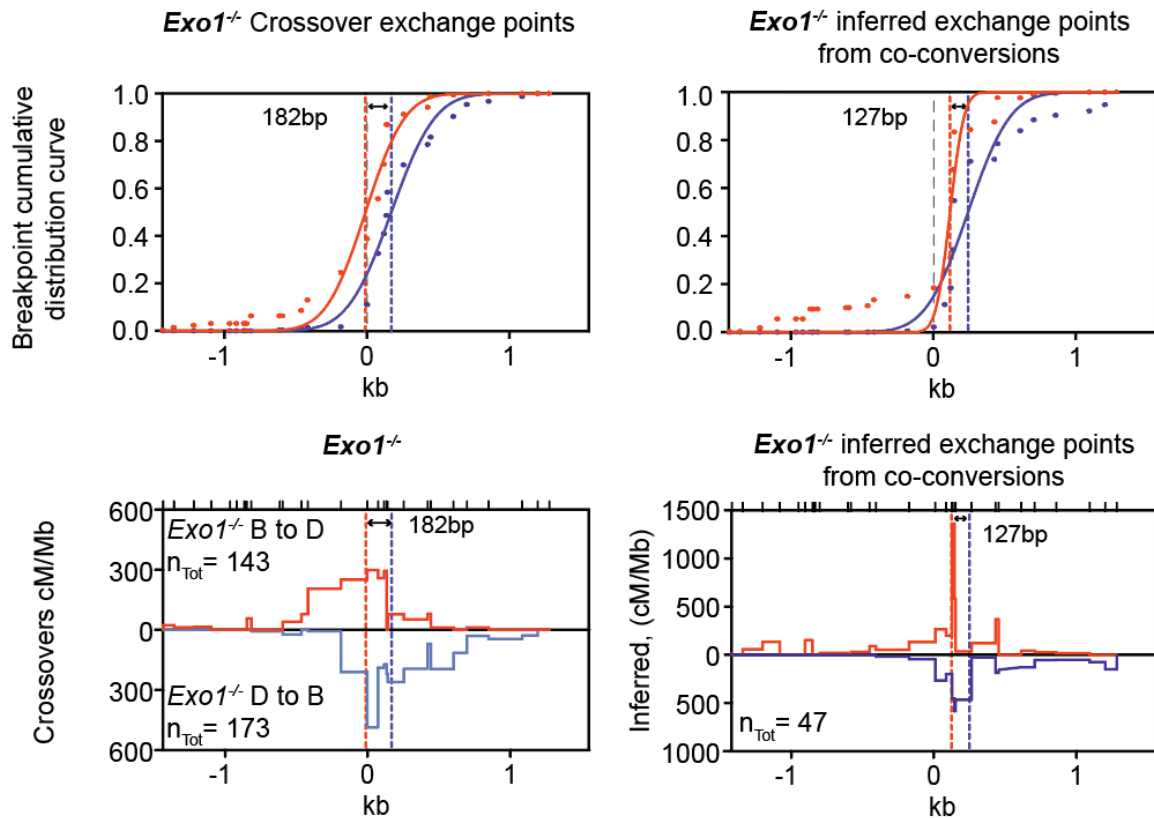 Exo1-/- Crossover exchange points
Breakpoint cumulative
distribution curve
1.0
0.8
0.6
0.4
0.2
0.0
182bp
-1
0
1
kb
Exo1-/- inferred exchange points
from co-conversions
1.0
0.8
0.6
0.4
0.2
0.0
127bp
-1
0
1
kb
Exo1-/-
Crossovers cM/Mb
600
300
0
300
600
Exo1-/- B to D
nTot= 143
182bp
Exo1-/- D to B
nTot= 173
-1
0
1
kb
Exo1-/- inferred exchange points
from co-conversions
Inferred, (cM/Mb)
1500
1000
500
0
500
1000
127bp
nTot= 47
-1
0
1
kb